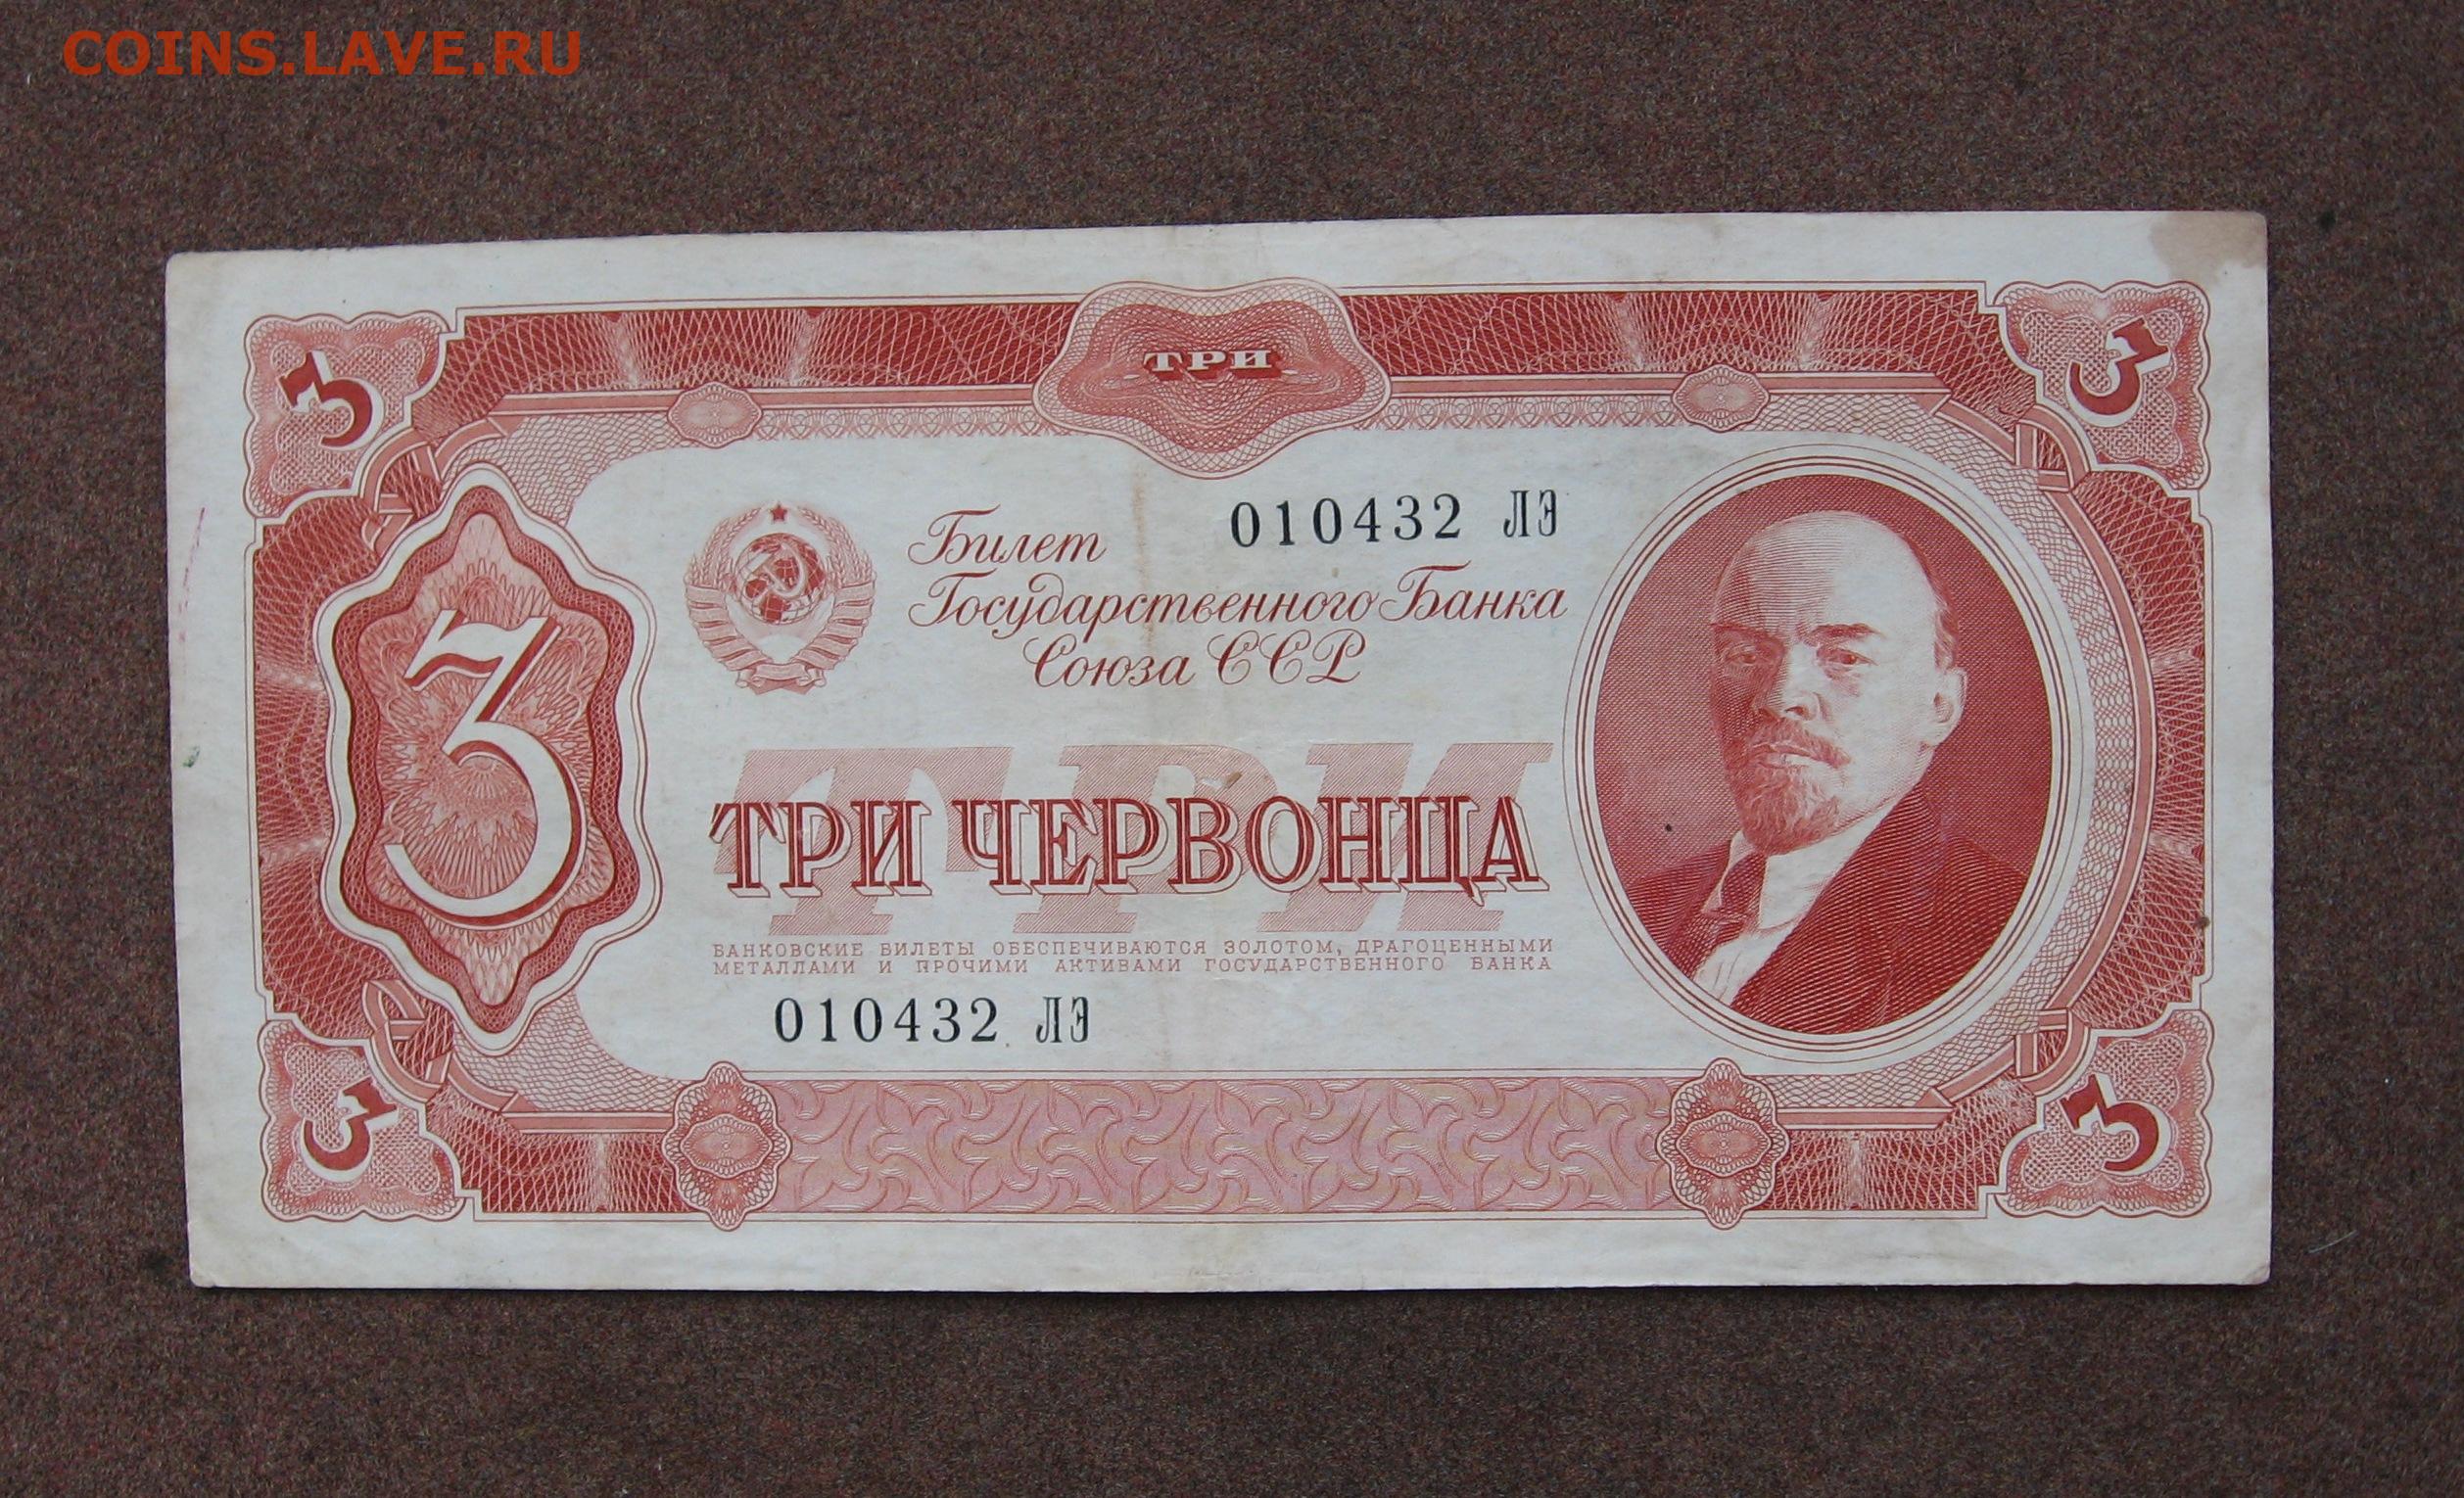 COINS.LAVE.RU
3
ТРИ
3
010432 ЛЭ
Билет
Государственного Банка
Союза ССР
3
ТРИ
ТРИ ЧЕРВОНЦА
БАНКОВСКИЕ БИЛЕТЫ ОБЕСПЕЧИВАЮТСЯ ЗОЛОТОМ, ДРАГОЦЕННЫМИ
МЕТАЛЛАМИ И ПРОЧИМИ АКТИВАМИ ГОСУДАРСТВЕННОГО БАНКА
010432 ЛЭ
3
3